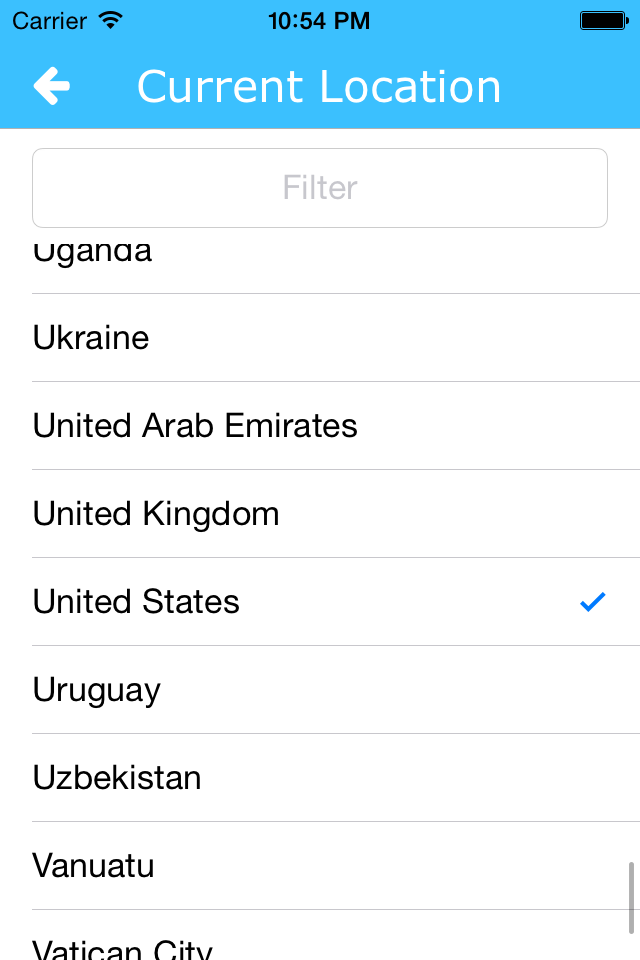 Carrier 10:54 PM
Current Location
Filter
Uganda
Ukraine
United Arab Emirates
United Kingdom
United States
Uruguay
Uzbekistan
Vanuatu
Vatican City